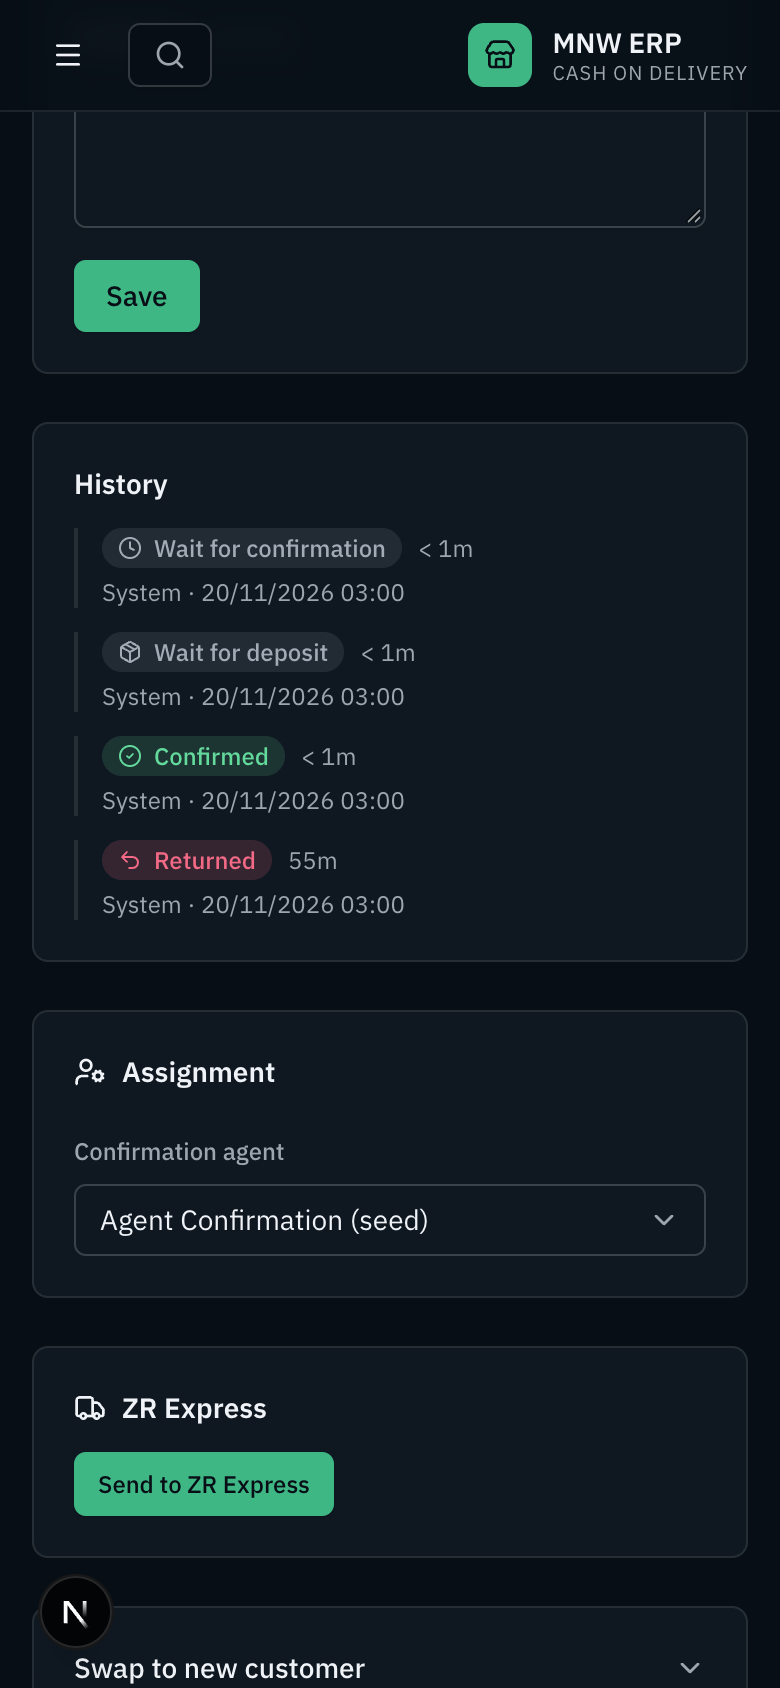 MNW ERP
CASH ON DELIVERY
Save
History
Wait for confirmation < 1m
System · 20/11/2026 03:00
Wait for deposit < 1m
System · 20/11/2026 03:00
Confirmed < 1m
System · 20/11/2026 03:00
Returned 55m
System · 20/11/2026 03:00
Assignment
Confirmation agent
Agent Confirmation (seed)
ZR Express
Send to ZR Express
N
Swap to new customer